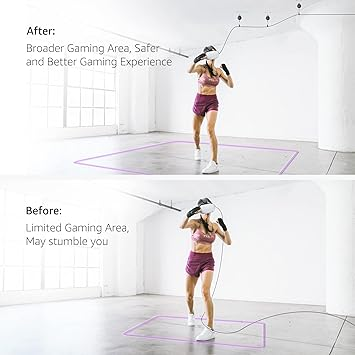 After:
Broader Gaming Area, Safer
and Better Gaming Experience
Before:
Limited Gaming Area,
May stumble you